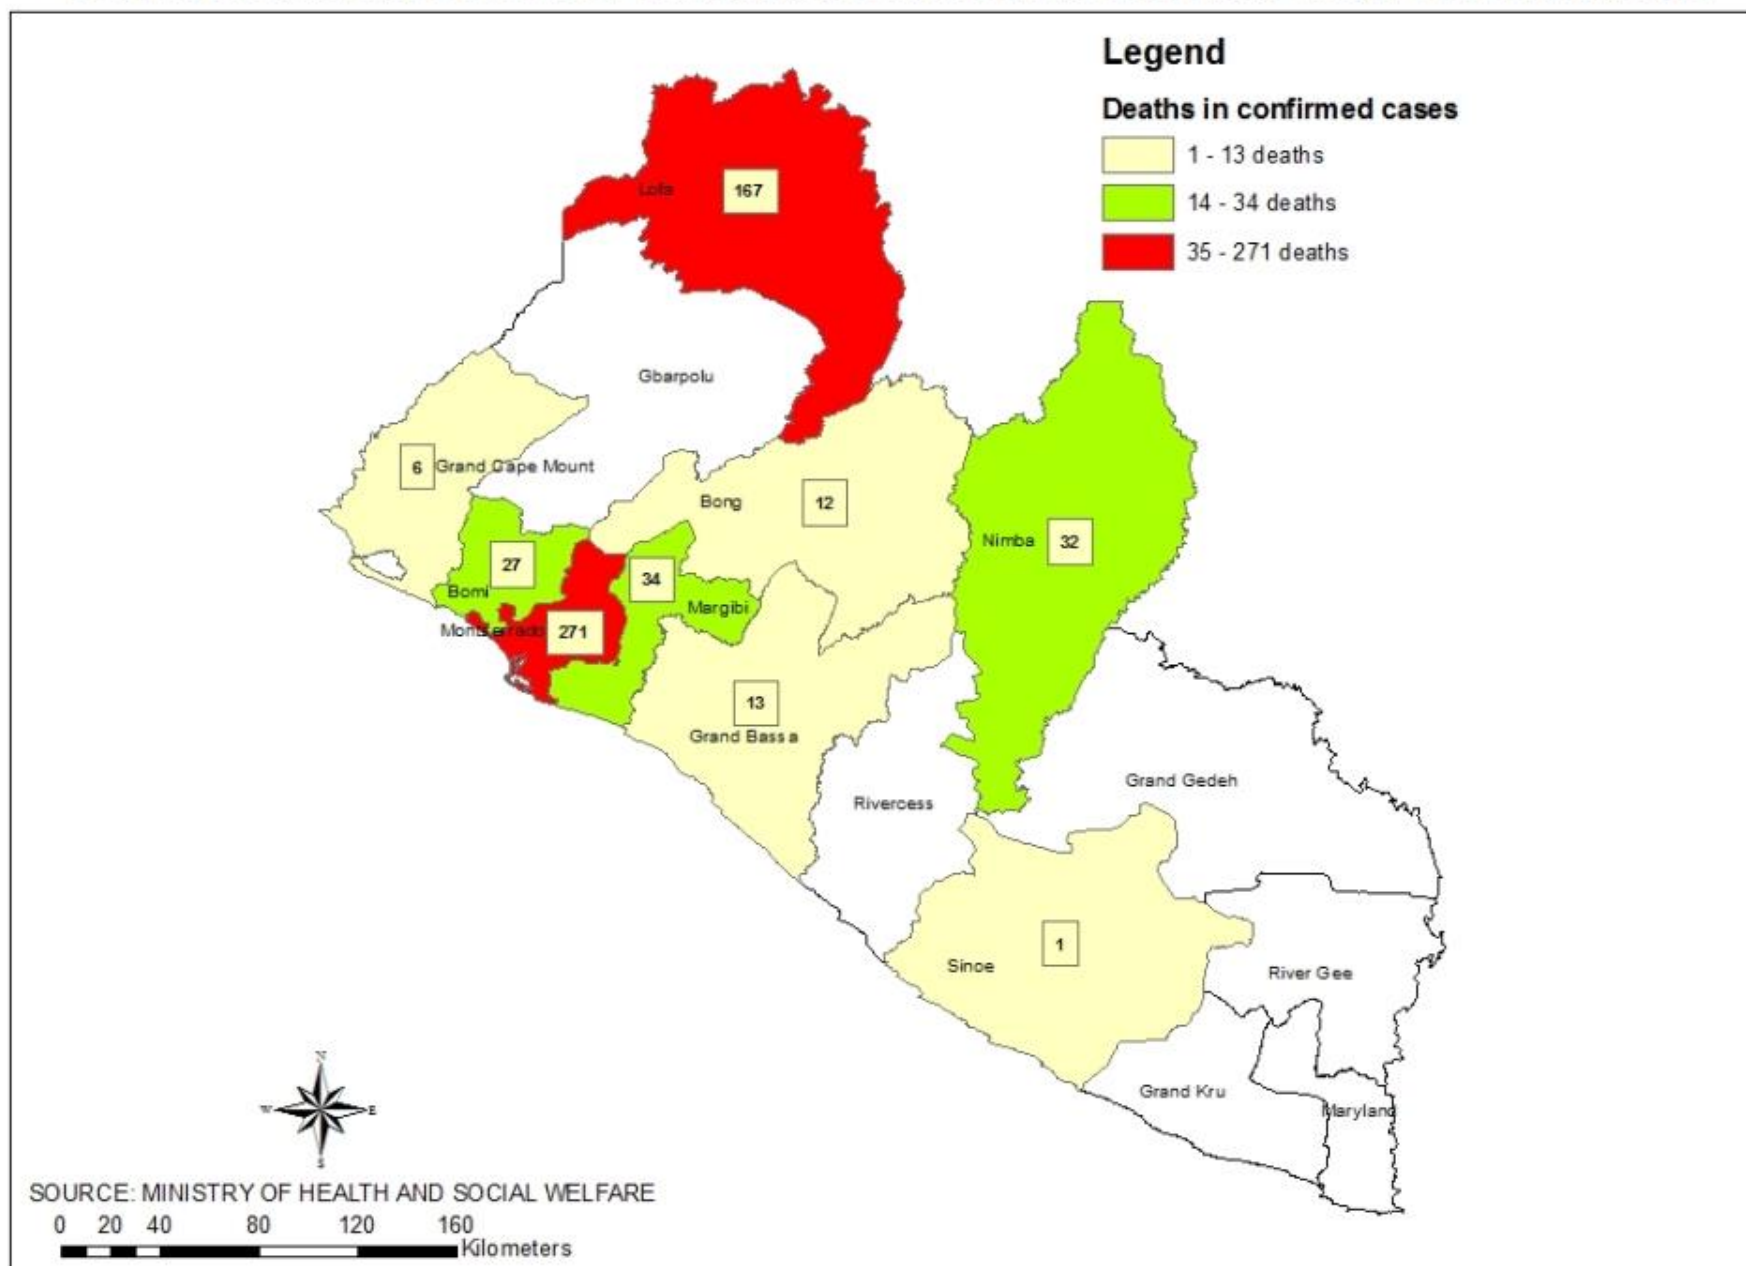 Legend
Deaths in confirmed cases
1 - 13 deaths
14 - 34 deaths
35 - 271 deaths
Lofa
167
Gbarpolu
6
Grand Cape Mount
Bong
12
Nimba
32
27
Bomi
34
Margibi
Montserrado
271
13
Grand Bassa
Rivercess
Grand Gedeh
1
Sinoe
River Gee
Grand Kru
Maryland
N
W
E
S
SOURCE: MINISTRY OF HEALTH AND SOCIAL WELFARE
0 20 40 80 120 160
Kilometers